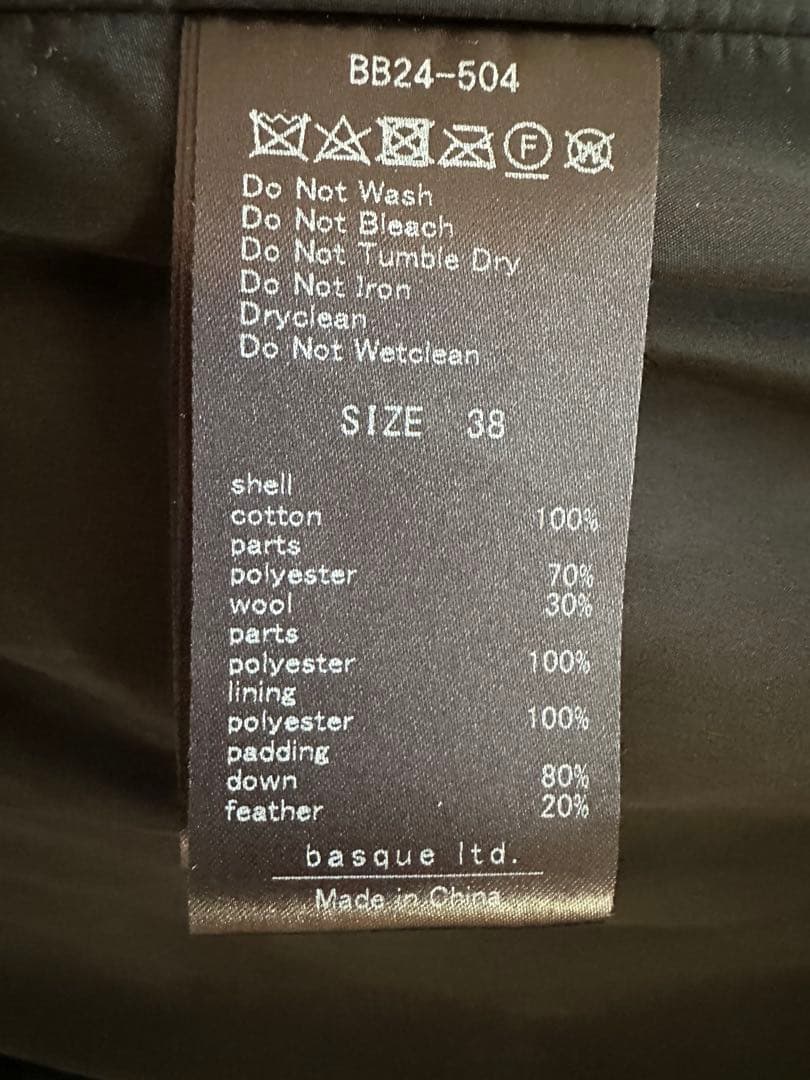 BB24-504
F W
Do Not Wash
Do Not Bleach
Do Not Tumble Dry
Do Not Iron
Dryclean
Do Not Wetclean
SIZE 38
shell
cotton 100%
parts
polyester 70%
wool 30%
parts
polyester 100%
lining
polyester 100%
padding
down 80%
feather 20%
basque ltd.
Made in China